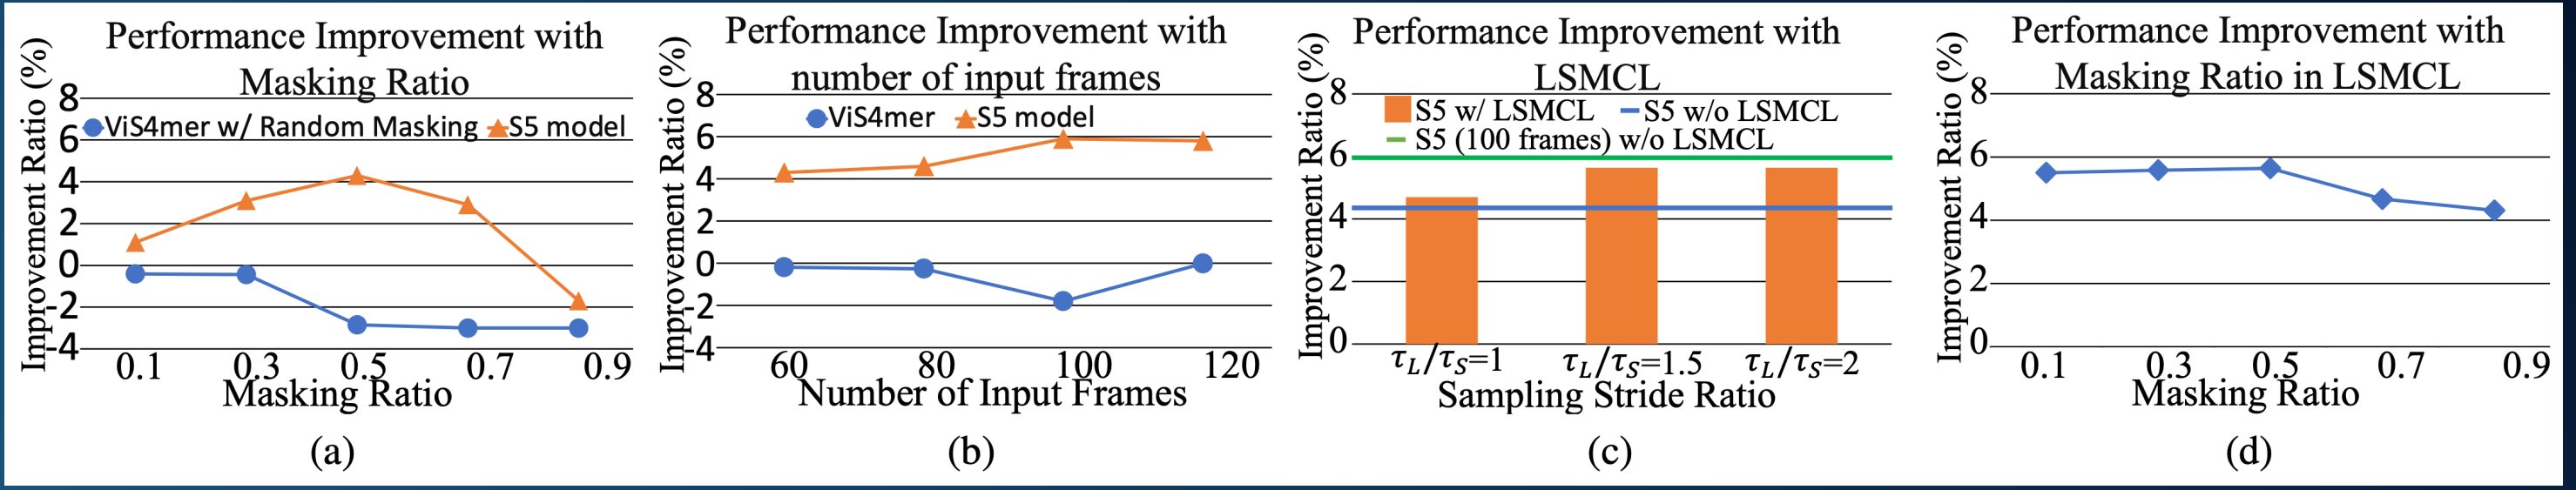 Performance Improvement with
Masking Ratio
Improvement Ratio (%)
8
6
4
2
0
-2
-4
ViS4mer w/ Random Masking
S5 model
0.1 0.3 0.5 0.7 0.9
Masking Ratio
(a)
Performance Improvement with
number of input frames
Improvement Ratio (%)
8
6
4
2
0
-2
-4
ViS4mer
S5 model
60 80 100 120
Number of Input Frames
(b)
Performance Improvement with
LSMCL
Improvement Ratio (%)
8
6
4
2
0
S5 w/ LSMCL
S5 w/o LSMCL
S5 (100 frames) w/o LSMCL
τL/τS=1 τL/τS=1.5 τL/τS=2
Sampling Stride Ratio
(c)
Performance Improvement with
Masking Ratio in LSMCL
Improvement Ratio (%)
8
6
4
2
0
0.1 0.3 0.5 0.7 0.9
Masking Ratio
(d)